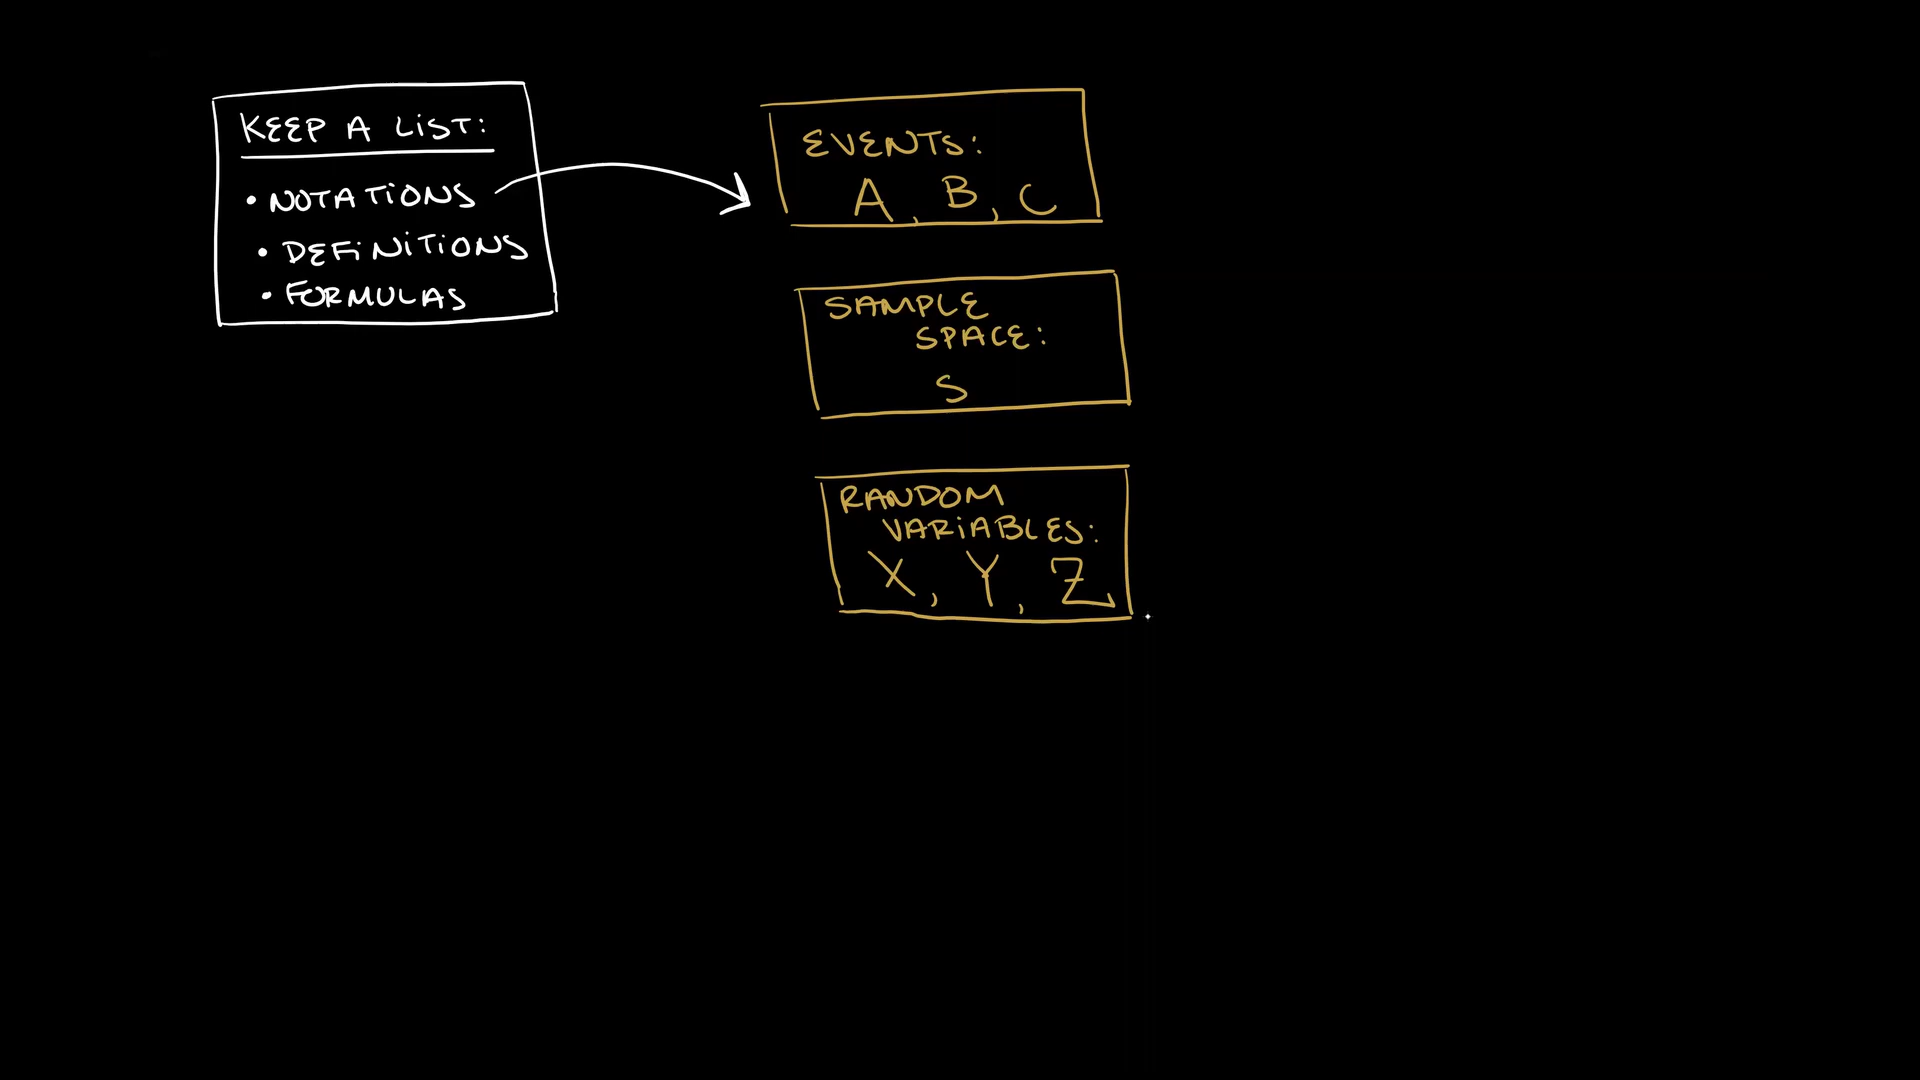 KEEP A LIST:
• NOTATIONS
• DEFINITIONS
• FORMULAS
EVENTS:
A, B, C
SAMPLE
SPACE:
S
RANDOM
VARIABLES:
X, Y, Z